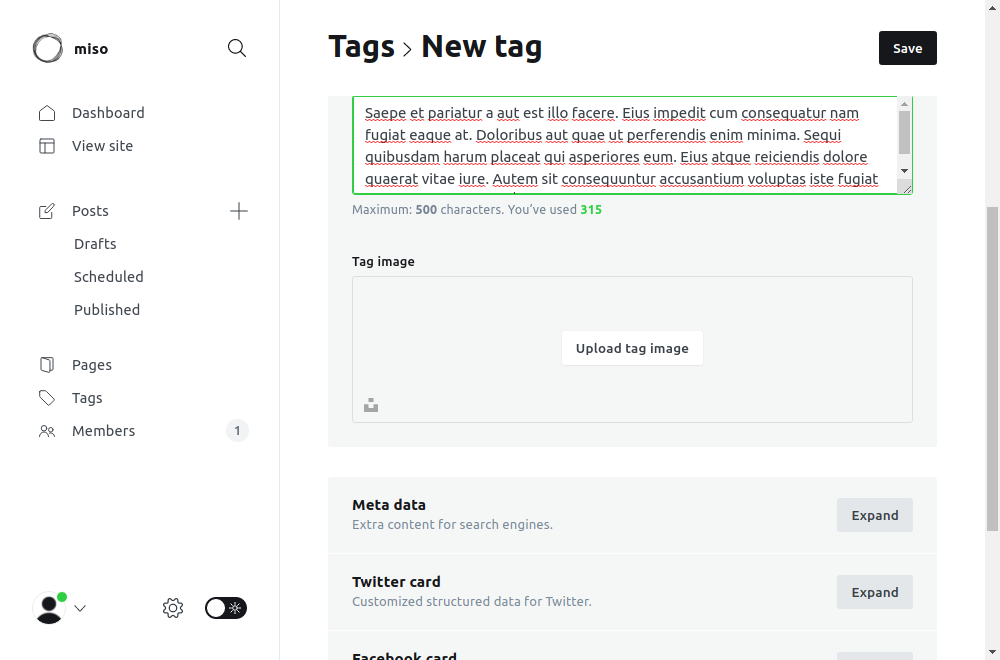 miso
Dashboard
View site
Posts
Drafts
Scheduled
Published
Pages
Tags
Members
1
Tags
New tag
Save
Saepe et pariatur a aut est illo facere. Eius impedit cum consequatur nam
fugiat eaque at. Doloribus aut quae ut perferendis enim minima. Sequi
quibusdam harum placeat qui asperiores eum. Eius atque reiciendis dolore
quaerat vitae iure. Autem sit consequuntur accusantium voluptas iste fugiat
Maximum: 500 characters. You've used 315
Tag image
Upload tag image
Meta data
Extra content for search engines.
Expand
Twitter card
Customized structured data for Twitter.
Expand
Facebook card